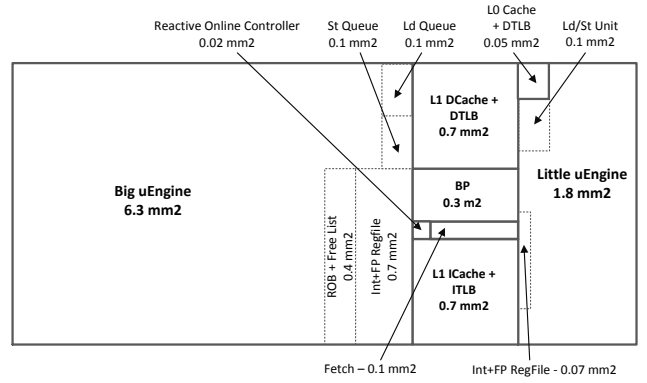 Reactive Online Controller
0.02 mm2
St Queue
0.1 mm2
Ld Queue
0.1 mm2
L0 Cache
+ DTLB
0.05 mm2
Ld/St Unit
0.1 mm2
L1 DCache +
DTLB
0.7 mm2
Big uEngine
6.3 mm2
BP
0.3 m2
Little uEngine
1.8 mm2
ROB + Free List
0.4 mm2
Int+FP Regfile
0.7 mm2
L1 ICache +
ITLB
0.7 mm2
Fetch – 0.1 mm2
Int+FP RegFile - 0.07 mm2